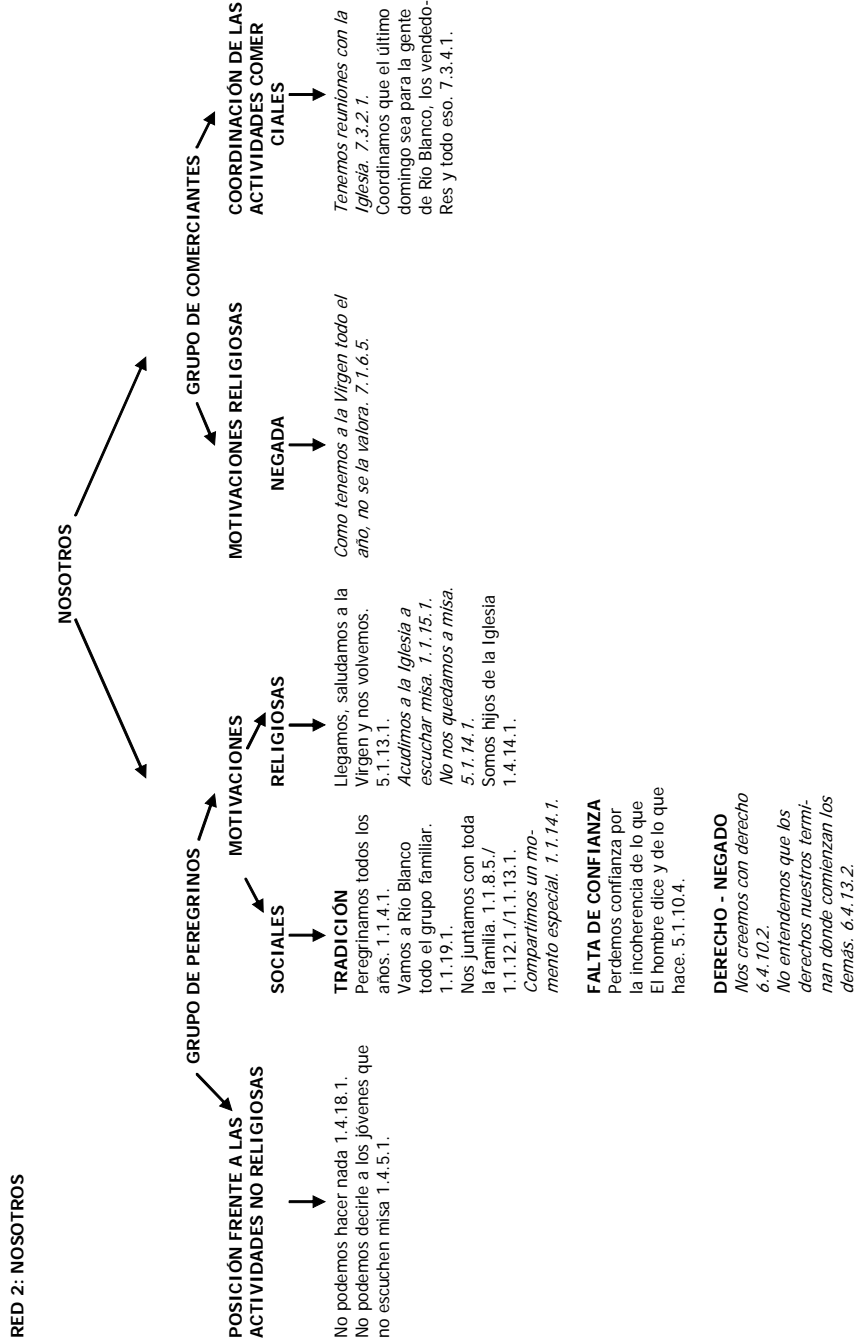 RED 2: NOSOTROS
NOSOTROS
GRUPO DE PEREGRINOS
GRUPO DE COMERCIANTES
POSICIÓN FRENTE A LAS
ACTIVIDADES NO RELIGIOSAS
No podemos hacer nada 1.4.18.1.
No podemos decirle a los jóvenes que
no escuchen misa 1.4.5.1.
MOTIVACIONES
SOCIALES
TRADICIÓN
Peregrinamos todos los
años. 1.1.4.1.
Vamos a Río Blanco
todo el grupo familiar.
1.1.19.1.
Nos juntamos con toda
la familia. 1.1.8.5./
1.1.12.1./1.1.13.1.
Compartimos un mo-
mento especial. 1.1.14.1.
FALTA DE CONFIANZA
Perdemos confianza por
la incoherencia de lo que
El hombre dice y de lo que
hace. 5.1.10.4.
DERECHO - NEGADO
Nos creemos con derecho
6.4.10.2.
No entendemos que los
derechos nuestros termi-
nan donde comienzan los
demás. 6.4.13.2.
RELIGIOSAS
Llegamos, saludamos a la
Virgen y nos volvemos.
5.1.13.1.
Acudimos a la Iglesia a
escuchar misa. 1.1.15.1.
No nos quedamos a misa.
5.1.14.1.
Somos hijos de la Iglesia
1.4.14.1.
MOTIVACIONES RELIGIOSAS
NEGADA
Como tenemos a la Virgen todo el
año, no se la valora. 7.1.6.5.
COORDINACIÓN DE LAS
ACTIVIDADES COMER
CIALES
Tenemos reuniones con la
Iglesia. 7.3.2.1.
Coordinamos que el último
domingo sea para la gente
de Río Blanco, los vendedo-
Res y todo eso. 7.3.4.1.